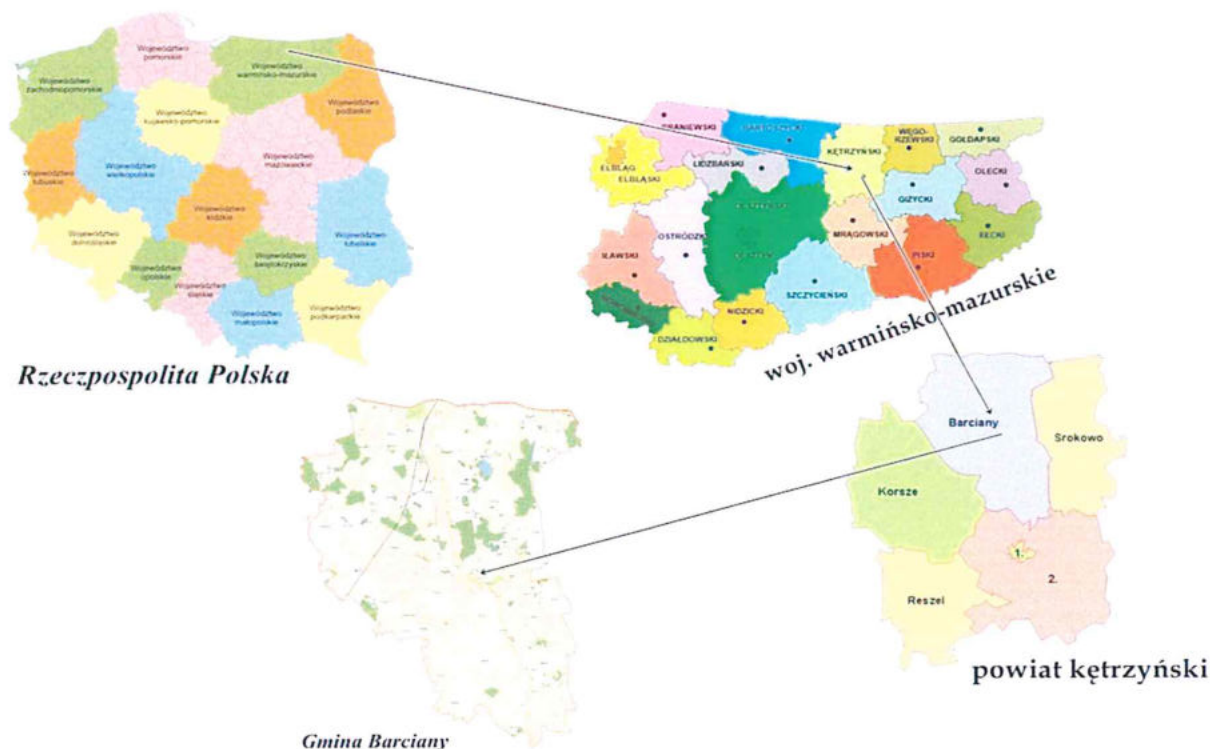 Województwo
pomorskie
Województwo
zachodniopomorskie
Województwo
warmińsko-mazurskie
Województwo
podlaskie
Województwo
kujawsko-pomorskie
Województwo
mazowieckie
Województwo
lubuskie
Województwo
wielkopolskie
Województwo
łódzkie
Województwo
lubelskie
Województwo
dolnośląskie
Województwo
opolskie
Województwo
śląskie
Województwo
świętokrzyskie
Województwo
małopolskie
Województwo
podkarpackie
Rzeczpospolita Polska
BRANIEWSKI
BARTOSZYCKI
KĘTRZYŃSKI
WĘGO-
RZEWSKI
GOŁDAPSKI
LIDZBARSKI
ELBLĄG
ELBLĄSKI
OLECKI
GIŻYCKI
OSTRÓDZKI
MRĄGOWSKI
EŁCKI
IŁAWSKI
PISKI
SZCZYCIEŃSKI
NIDZICKI
DZIAŁDOWSKI
woj. warmińsko-mazurskie
Barciany
Srokowo
Korsze
1.
2.
Reszel
powiat kętrzyński
Gmina Barciany